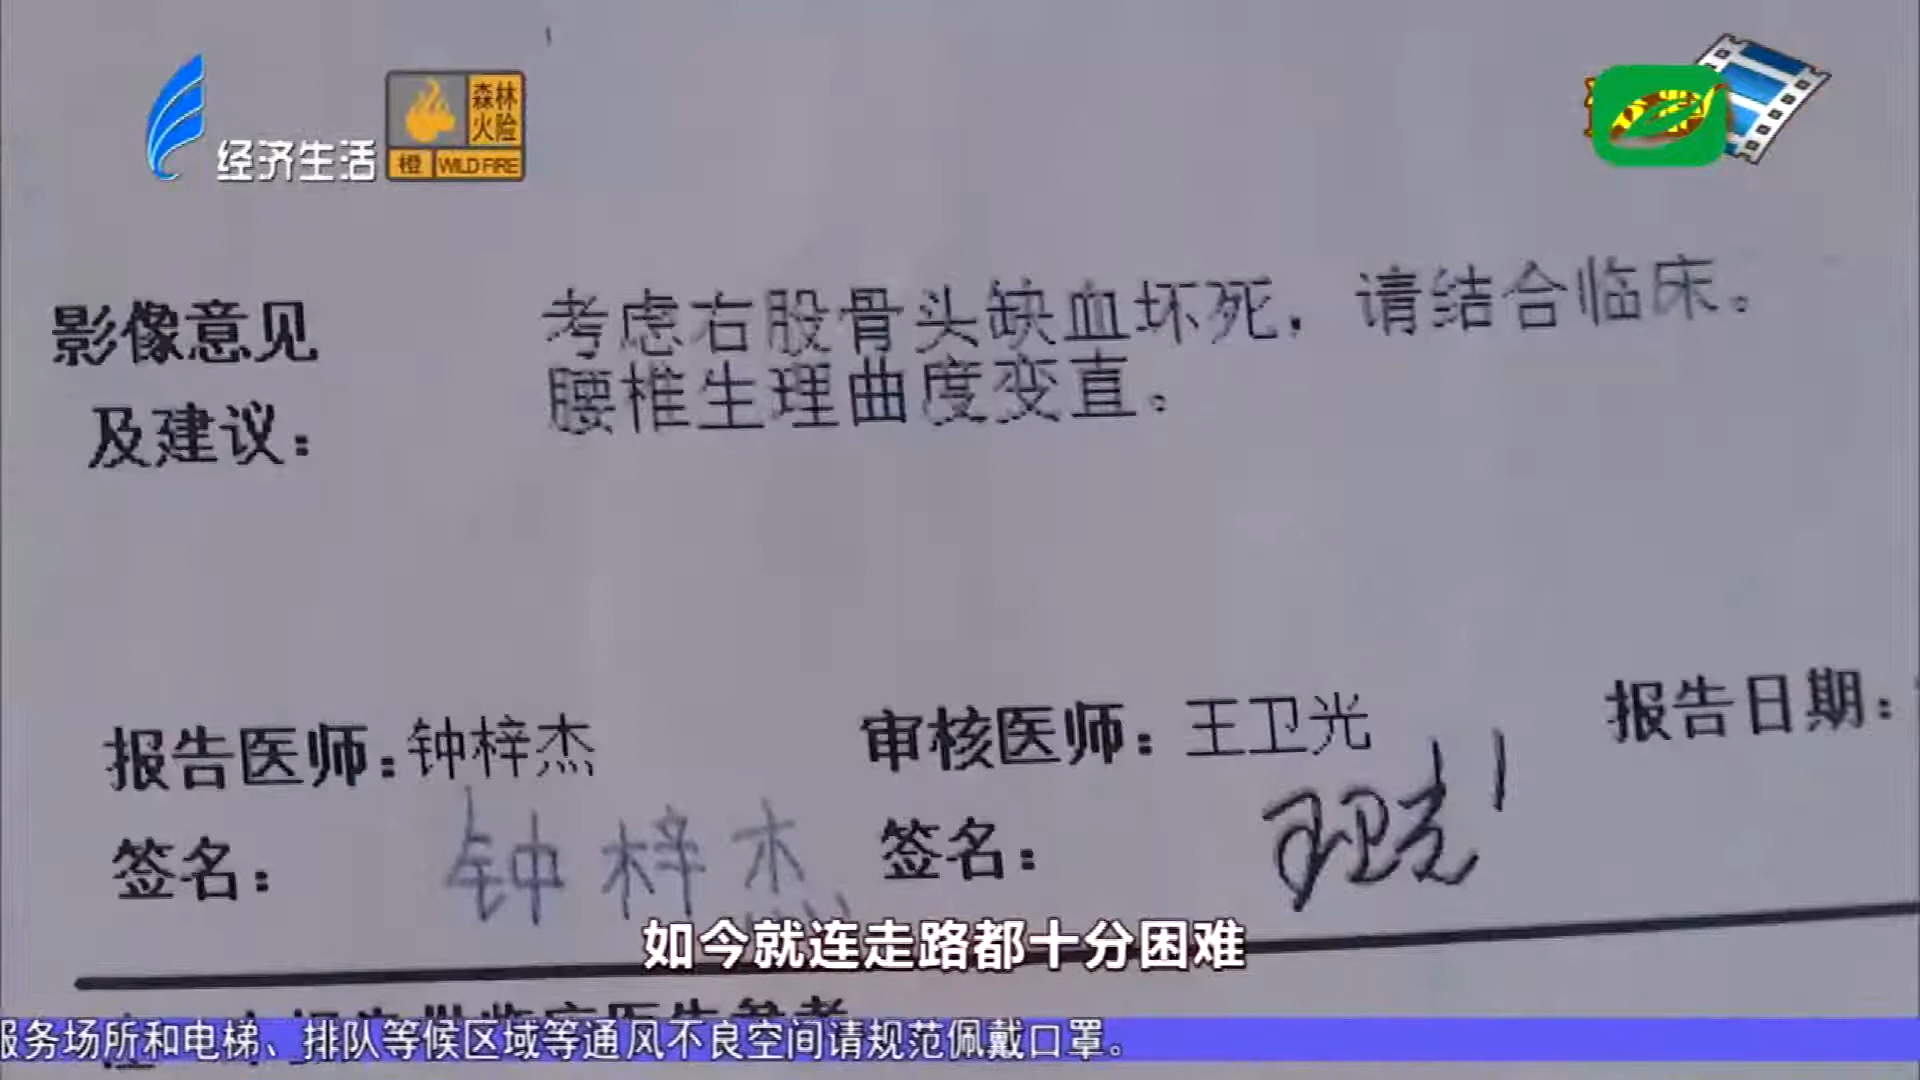 经济生活
森林
火险
橙 WILD FIRE
影像意见
及建议:
考虑右股骨头缺血坏死,请结合临床。
腰椎生理曲度变直。
报告医师:钟梓杰
审核医师:王卫光
报告日期:
签名:
钟梓杰
签名:
王卫光
如今就连走路都十分困难
服务场所和电梯、排队等候区域等通风不良空间请规范佩戴口罩。